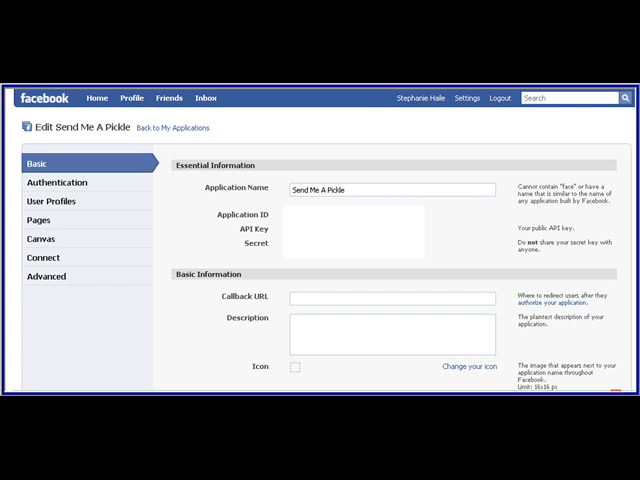 facebook Home Profile Friends Inbox Stephanie Haile Settings Logout Search
Edit Send Me A Pickle Back to My Applications
Basic
Authentication
User Profiles
Pages
Canvas
Connect
Advanced
Essential Information
Application Name Send Me A Pickle
Cannot contain "face" or have a
name that is similar to the name of
any application built by Facebook.
Application ID
API Key Your public API key.
Secret Do not share your secret key with
anyone.
Basic Information
Callback URL Where to redirect users after they
authorize your application.
Description The plaintext description of your
application.
Icon Change your icon The image that appears next to your
application name throughout
Facebook.
Limit: 16x16 px